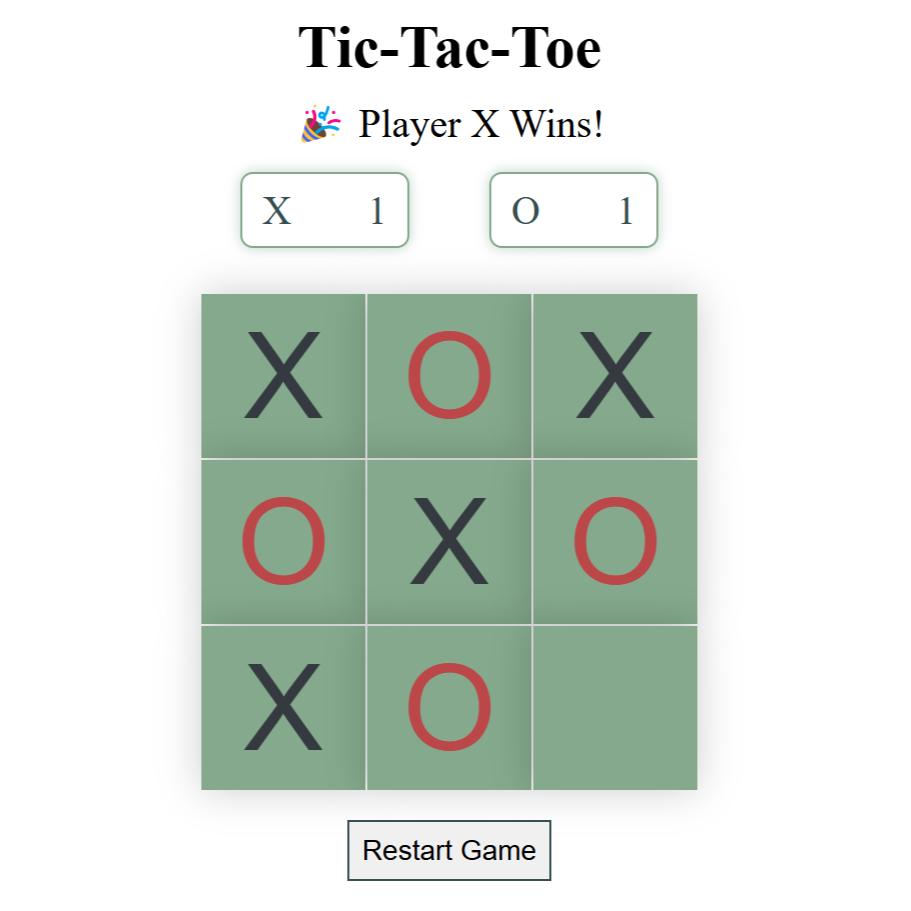 Tic-Tac-Toe
🎉 Player X Wins!
X 1 O 1
X O X
O X O
X O
Restart Game